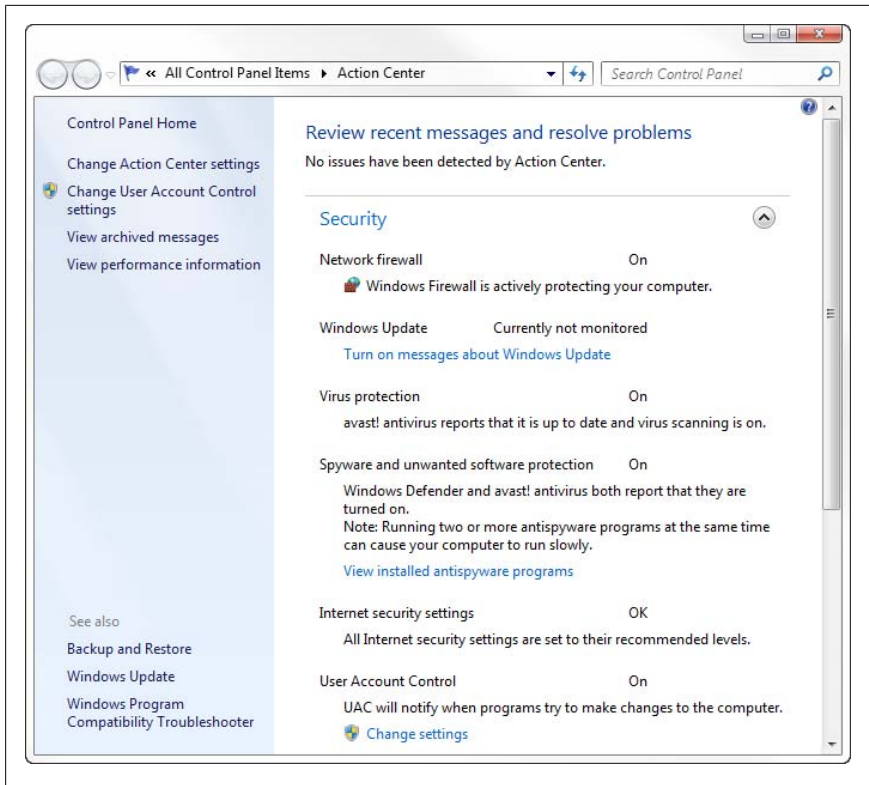 « All Control Panel Items ▸ Action Center
Search Control Panel
Control Panel Home
Change Action Center settings
Change User Account Control
settings
View archived messages
View performance information
See also
Backup and Restore
Windows Update
Windows Program
Compatibility Troubleshooter
Review recent messages and resolve problems
No issues have been detected by Action Center.
Security
Network firewall On
Windows Firewall is actively protecting your computer.
Windows Update Currently not monitored
Turn on messages about Windows Update
Virus protection On
avast! antivirus reports that it is up to date and virus scanning is on.
Spyware and unwanted software protection On
Windows Defender and avast! antivirus both report that they are
turned on.
Note: Running two or more antispyware programs at the same time
can cause your computer to run slowly.
View installed antispyware programs
Internet security settings OK
All Internet security settings are set to their recommended levels.
User Account Control On
UAC will notify when programs try to make changes to the computer.
Change settings